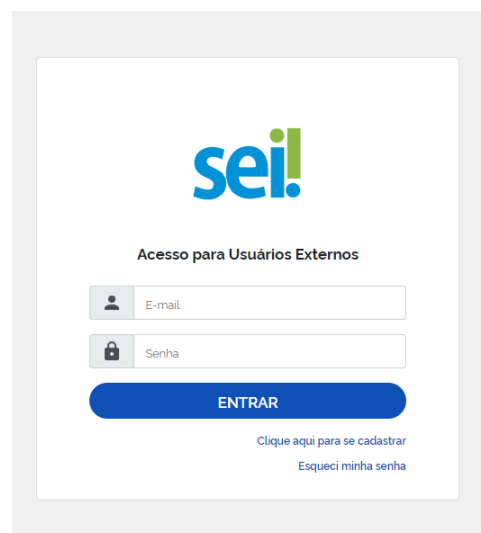 sei!
Acesso para Usuários Externos
E-mail
Senha
ENTRAR
Clique aqui para se cadastrar
Esqueci minha senha